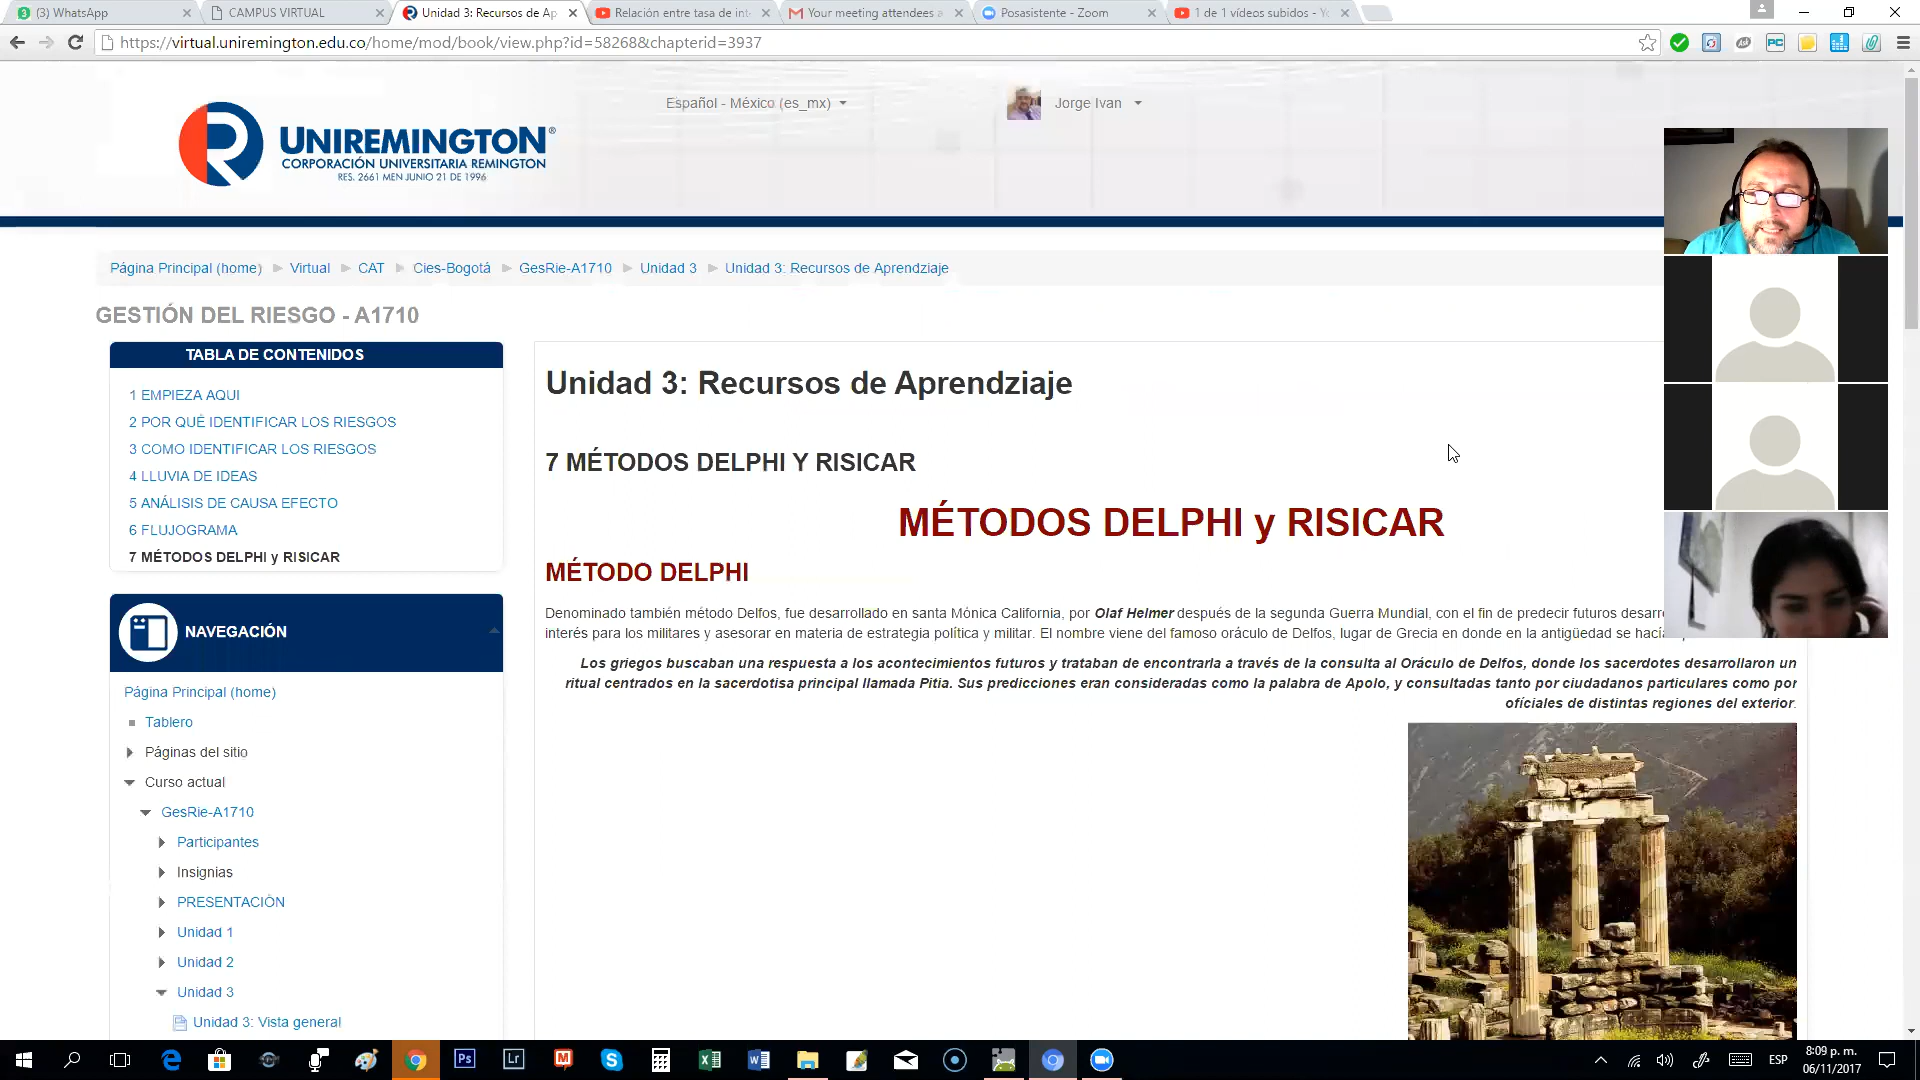 (3) WhatsApp
CAMPUS VIRTUAL
Unidad 3: Recursos de Ap
Relación entre tasa de int
Your meeting attendees a
Posasistente - Zoom
1 de 1 vídeos subidos - Yo
https://virtual.uniremington.edu.co/home/mod/book/view.php?id=58268&chapterid=3937
Español - México (es_mx)
Jorge Ivan
UNIREMINGTON®
CORPORACIÓN UNIVERSITARIA REMINGTON
RES. 2661 MEN JUNIO 21 DE 1996
Página Principal (home) Virtual CAT Cies-Bogotá GesRie-A1710 Unidad 3 Unidad 3: Recursos de Aprendziaje
GESTIÓN DEL RIESGO - A1710
TABLA DE CONTENIDOS
1 EMPIEZA AQUI
2 POR QUÉ IDENTIFICAR LOS RIESGOS
3 COMO IDENTIFICAR LOS RIESGOS
4 LLUVIA DE IDEAS
5 ANÁLISIS DE CAUSA EFECTO
6 FLUJOGRAMA
7 MÉTODOS DELPHI y RISICAR
NAVEGACIÓN
Página Principal (home)
Tablero
Páginas del sitio
Curso actual
GesRie-A1710
Participantes
Insignias
PRESENTACIÓN
Unidad 1
Unidad 2
Unidad 3
Unidad 3: Vista general
Unidad 3: Recursos de Aprendziaje
7 MÉTODOS DELPHI Y RISICAR
MÉTODOS DELPHI y RISICAR
MÉTODO DELPHI
Denominado también método Delfos, fue desarrollado en santa Mónica California, por Olaf Helmer después de la segunda Guerra Mundial, con el fin de predecir futuros desarr
interés para los militares y asesorar en materia de estrategia política y militar. El nombre viene del famoso oráculo de Delfos, lugar de Grecia en donde en la antigüedad se hacía
Los griegos buscaban una respuesta a los acontecimientos futuros y trataban de encontrarla a través de la consulta al Oráculo de Delfos, donde los sacerdotes desarrollaron un
ritual centrados en la sacerdotisa principal llamada Pitia. Sus predicciones eran consideradas como la palabra de Apolo, y consultadas tanto por ciudadanos particulares como por
ofíciales de distintas regiones del exterior.
ESP
8:09 p. m.
06/11/2017